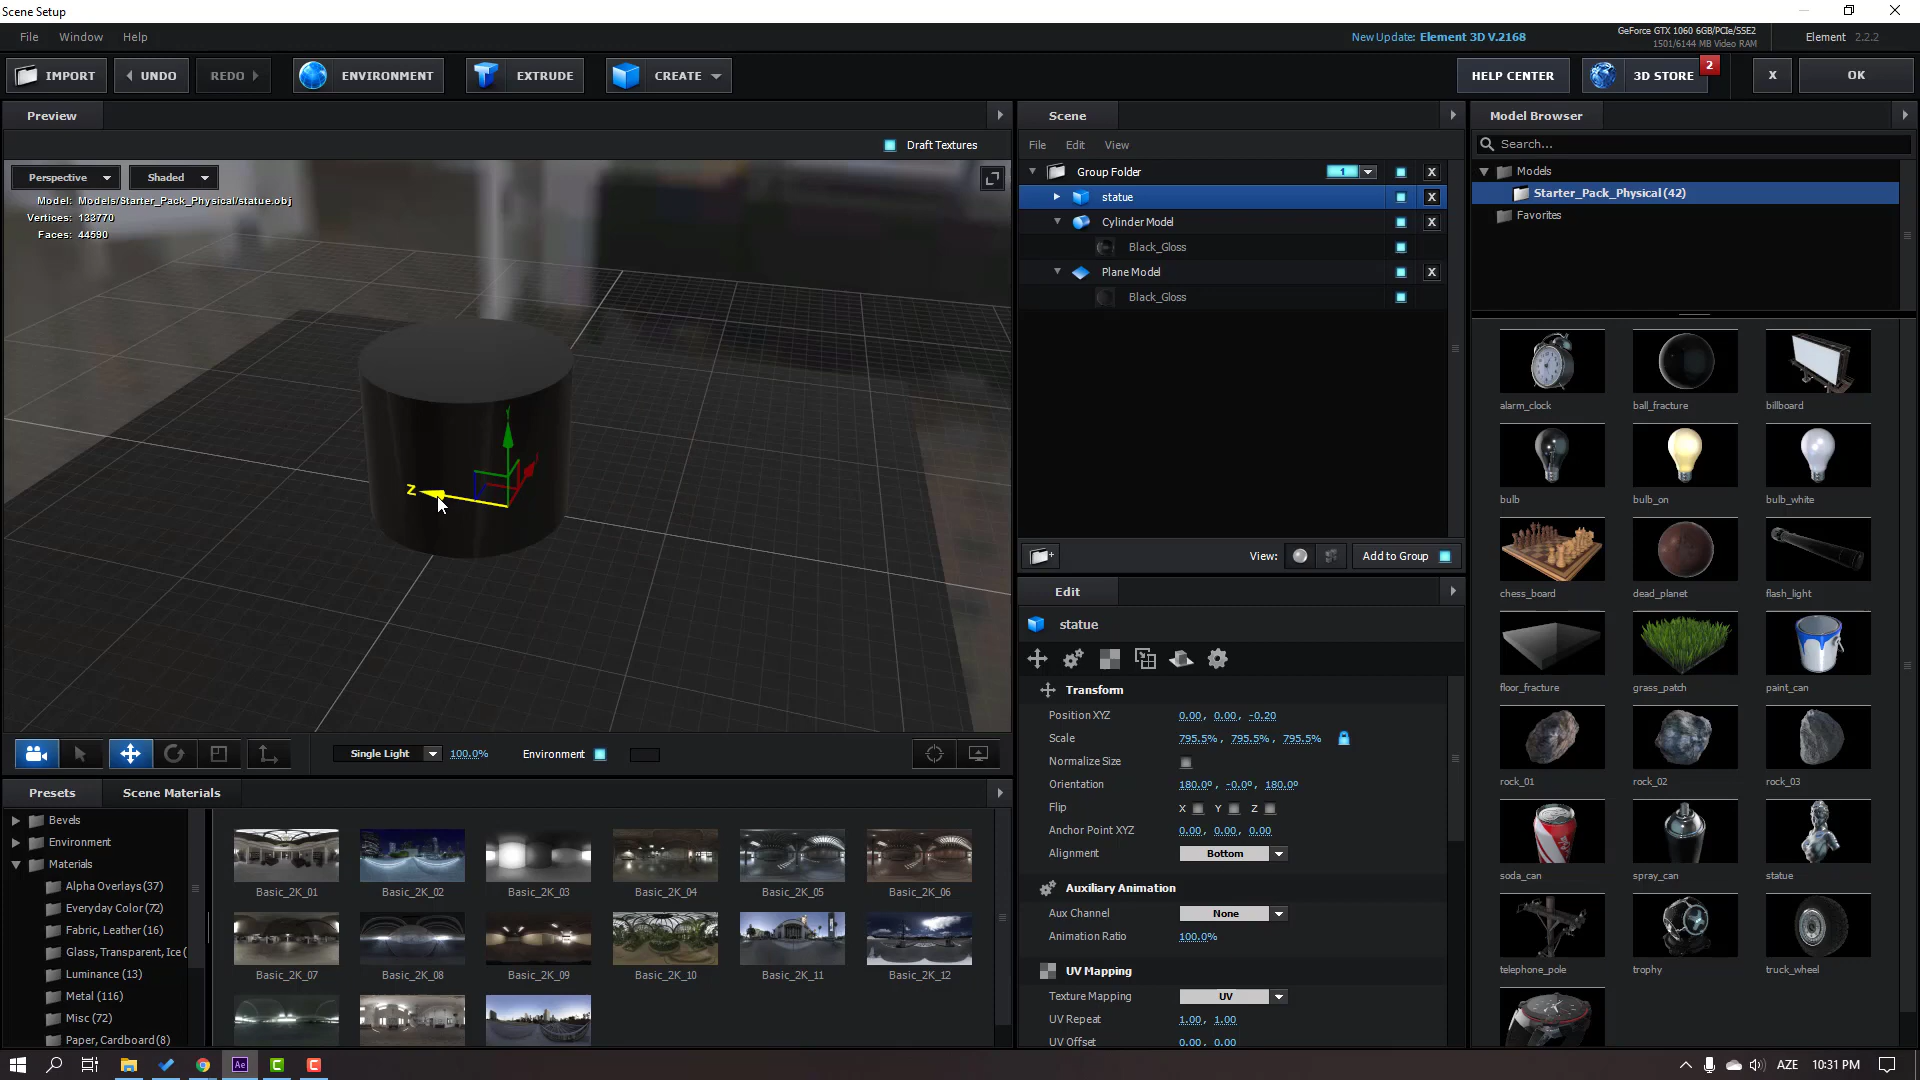 Scene Setup
File Window Help
New Update: Element 3D V.2168
GeForce GTX 1060 6GB/PCIe/SSE2
1501/6144 MB Video RAM
Element 2.2.2
IMPORT UNDO REDO ENVIRONMENT EXTRUDE CREATE HELP CENTER 3D STORE 2 X OK
Preview
Draft Textures
Perspective Shaded
Model: Models/Starter_Pack_Physical/statue.obj
Vertices: 133770
Faces: 44590
Y
Z
Single Light 100.0% Environment
Presets Scene Materials
Bevels
Environment
Materials
Alpha Overlays (37)
Everyday Color (72)
Fabric, Leather (16)
Glass, Transparent, Ice (
Luminance (13)
Metal (116)
Misc (72)
Paper, Cardboard (8)
Basic_2K_01 Basic_2K_02 Basic_2K_03 Basic_2K_04 Basic_2K_05 Basic_2K_06
Basic_2K_07 Basic_2K_08 Basic_2K_09 Basic_2K_10 Basic_2K_11 Basic_2K_12
Scene
File Edit View
Group Folder 1 X
statue X
Cylinder Model X
Black_Gloss
Plane Model X
Black_Gloss
View: Add to Group
Edit
statue
Transform
Position XYZ 0.00, 0.00, -0.20
Scale 795.5%, 795.5%, 795.5%
Normalize Size
Orientation 180.0°, -0.0°, 180.0°
Flip X Y Z
Anchor Point XYZ 0.00, 0.00, 0.00
Alignment Bottom
Auxiliary Animation
Aux Channel None
Animation Ratio 100.0%
UV Mapping
Texture Mapping UV
UV Repeat 1.00, 1.00
UV Offset 0.00, 0.00
Model Browser
Search...
Models
Starter_Pack_Physical (42)
Favorites
alarm_clock ball_fracture billboard
bulb bulb_on bulb_white
chess_board dead_planet flash_light
floor_fracture grass_patch paint_can
rock_01 rock_02 rock_03
soda_can spray_can statue
telephone_pole trophy truck_wheel
Ae C C
AZE 10:31 PM